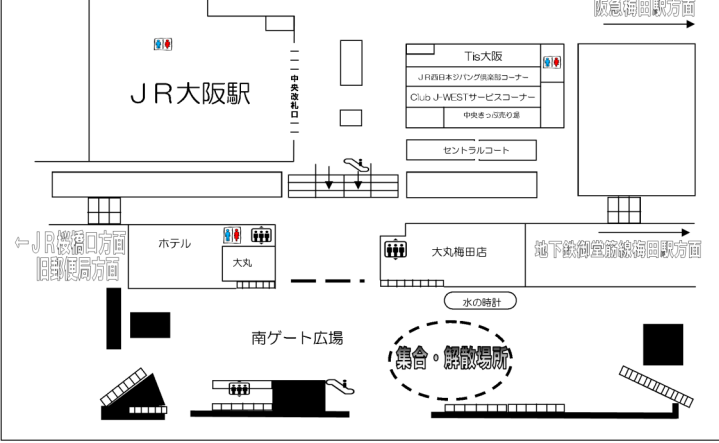 阪急梅田駅方面
ＪＲ大阪駅
中央改札口
Tis大阪
ＪＲ西日本ジパング倶楽部コーナー
Club J-WESTサービスコーナー
中央きっぷ売り場
セントラルコート
←ＪＲ桜橋口方面
旧郵便局方面
ホテル
大丸
大丸梅田店
地下鉄御堂筋線梅田駅方面
水の時計
南ゲート広場
集合・解散場所